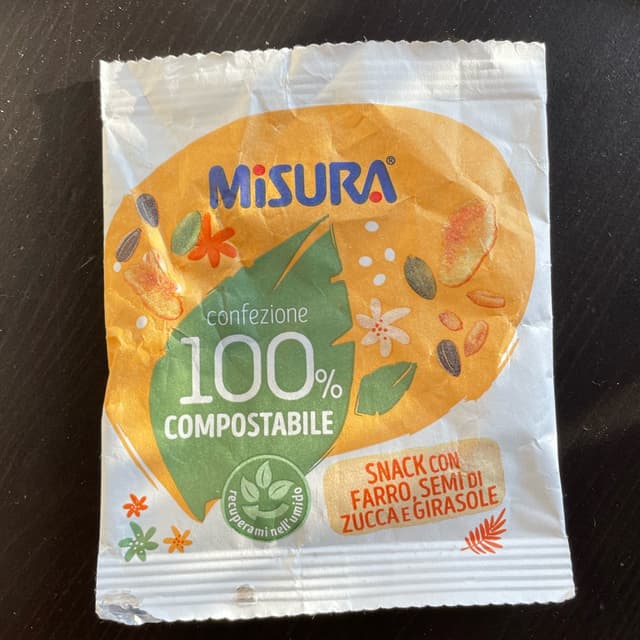 MiSURA®
confezione
100%
COMPOSTABILE
recuperami nell'umido
SNACK CON
FARRO, SEMI DI
ZUCCA E GIRASOLE